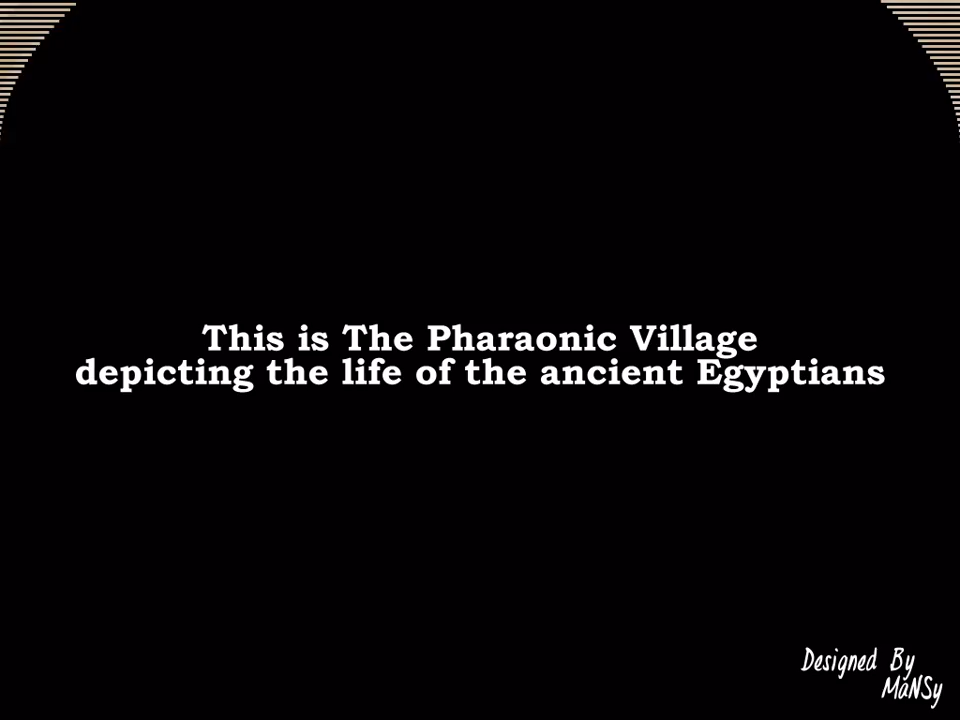 This is The Pharaonic Village
depicting the life of the ancient Egyptians
Designed By
MaNSy